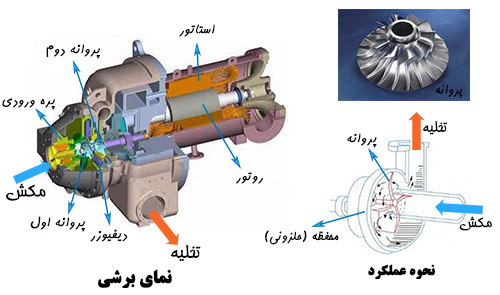 پروانه دوم
استاتور
پره ورودی
مکش
پروانه اول
دیفیوزر
روتور
تخلیه
نمای برشی
پروانه
تخلیه
پروانه
مکش
محفظه (حلزونی)
نحوه عملکرد